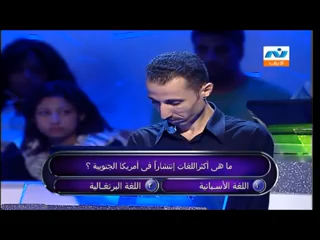 ما هى أكثر اللغات إنتشاراً فى أمريكا الجنوبية ؟
اللغة الأسبانية
اللغة البرتغالية